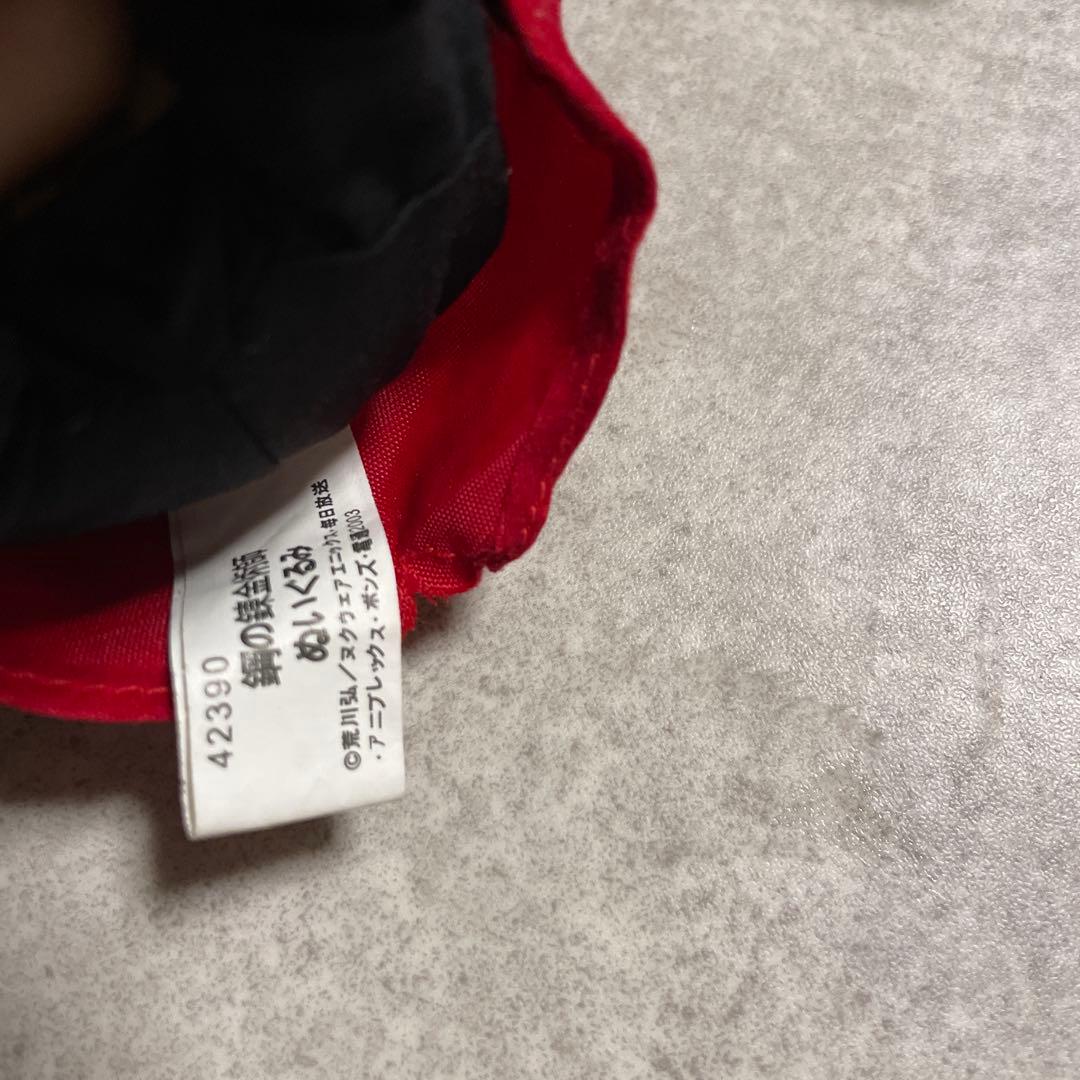 42390
鋼の錬金術師
ぬいぐるみ
©荒川弘／スクウェアエニックス・毎日放送
・アニプレックス・ボンズ・電通2003